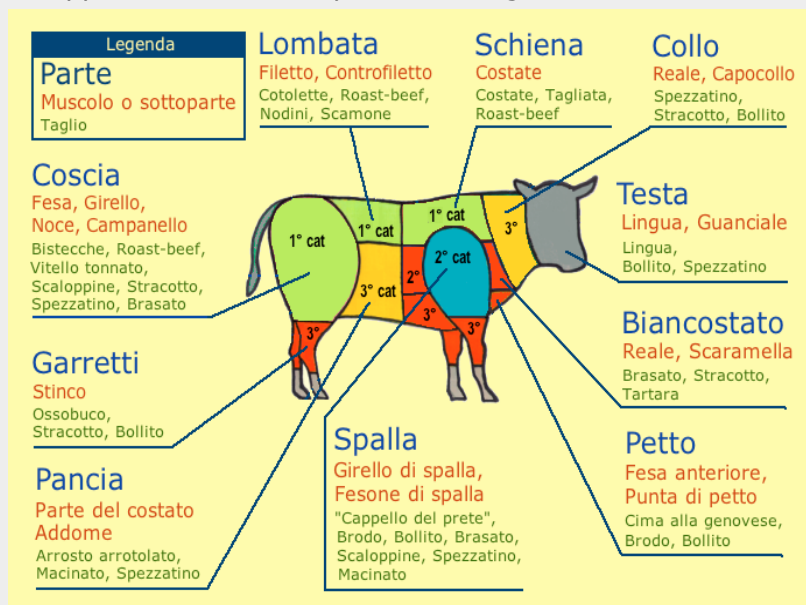 Legenda
Parte
Muscolo o sottoparte
Taglio
Lombata
Filetto, Controfiletto
Cotolette, Roast-beef,
Nodini, Scamone
Schiena
Costate
Costate, Tagliata,
Roast-beef
Collo
Reale, Capocollo
Spezzatino,
Stracotto, Bollito
Coscia
Fesa, Girello,
Noce, Campanello
Bistecche, Roast-beef,
Vitello tonnato,
Scaloppine, Stracotto,
Spezzatino, Brasato
1° cat
1° cat
1° cat
3°
2° cat
2°
3° cat
3°
3°
3°
Testa
Lingua, Guanciale
Lingua,
Bollito, Spezzatino
Biancostato
Reale, Scaramella
Brasato, Stracotto,
Tartara
Garretti
Stinco
Ossobuco,
Stracotto, Bollito
Pancia
Parte del costato
Addome
Arrosto arrotolato,
Macinato, Spezzatino
Spalla
Girello di spalla,
Fesone di spalla
"Cappello del prete",
Brodo, Bollito, Brasato,
Scaloppine, Spezzatino,
Macinato
Petto
Fesa anteriore,
Punta di petto
Cima alla genovese,
Brodo, Bollito